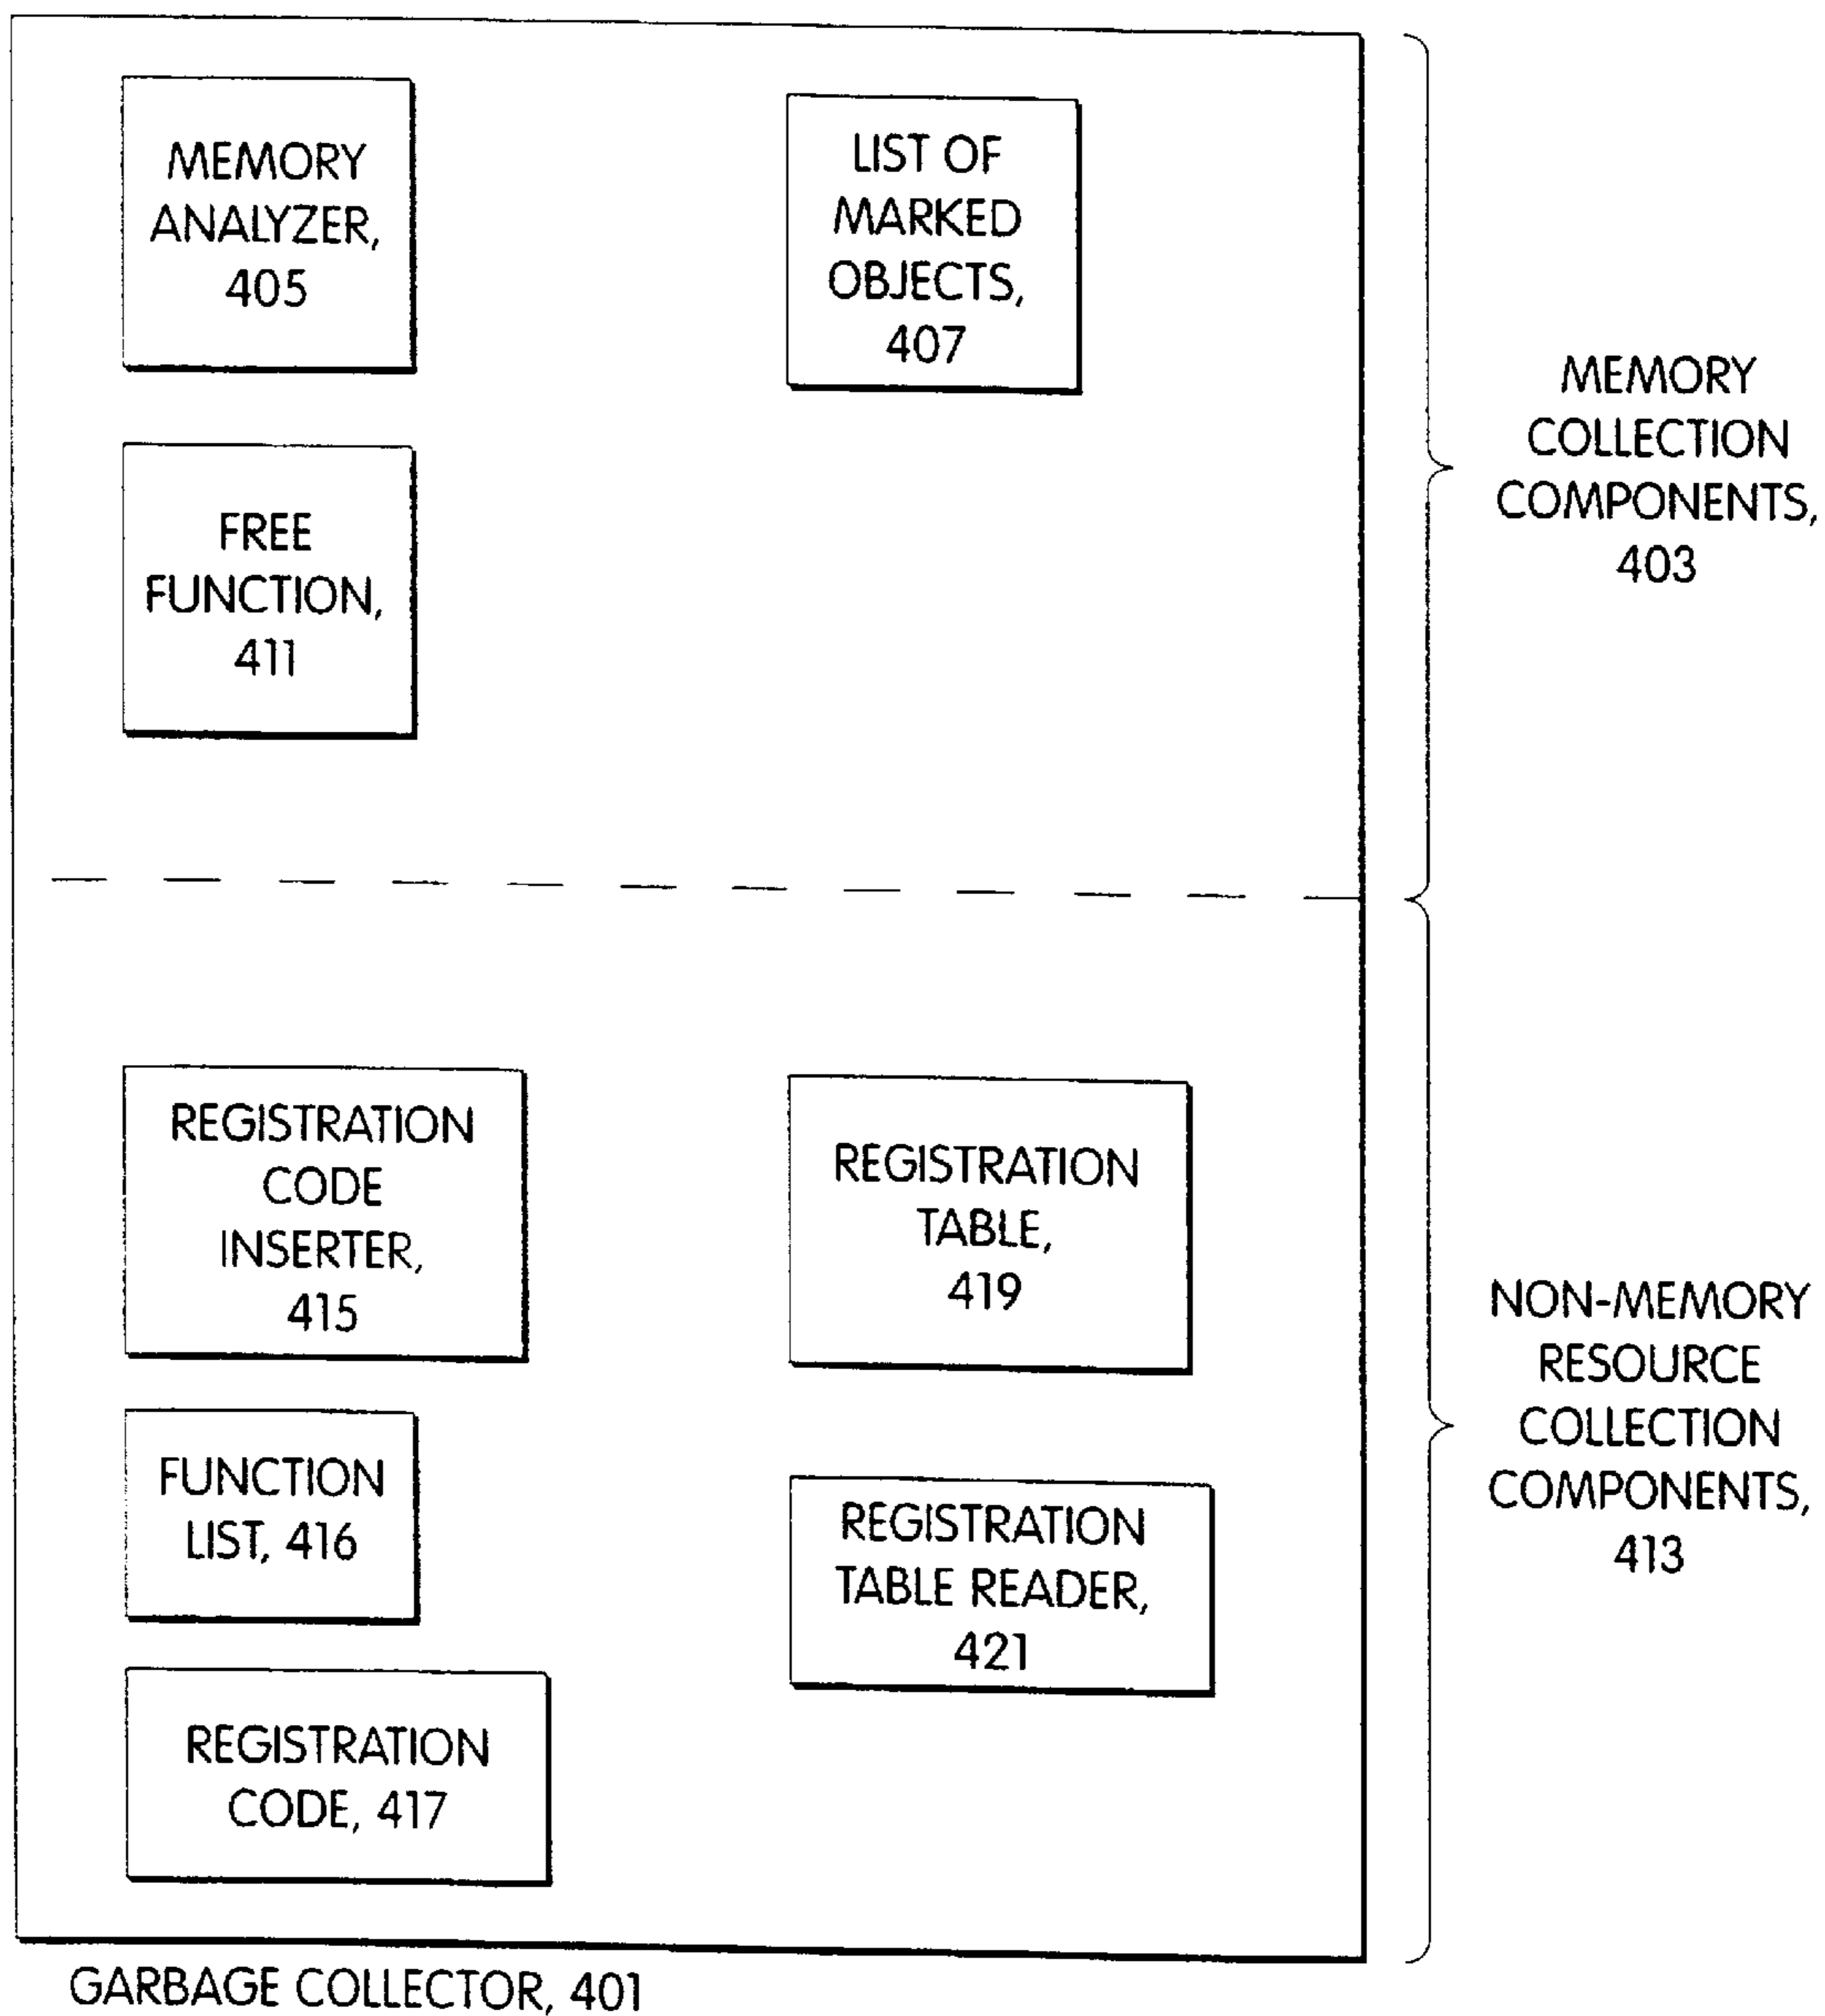 MEMORY
ANALYZER,
405
LIST OF
MARKED
OBJECTS,
407
FREE
FUNCTION,
411
MEMORY
COLLECTION
COMPONENTS,
403
REGISTRATION
CODE
INSERTER,
415
REGISTRATION
TABLE,
419
FUNCTION
LIST, 416
REGISTRATION
TABLE READER,
421
REGISTRATION
CODE, 417
NON-MEMORY
RESOURCE
COLLECTION
COMPONENTS,
413
GARBAGE COLLECTOR, 401